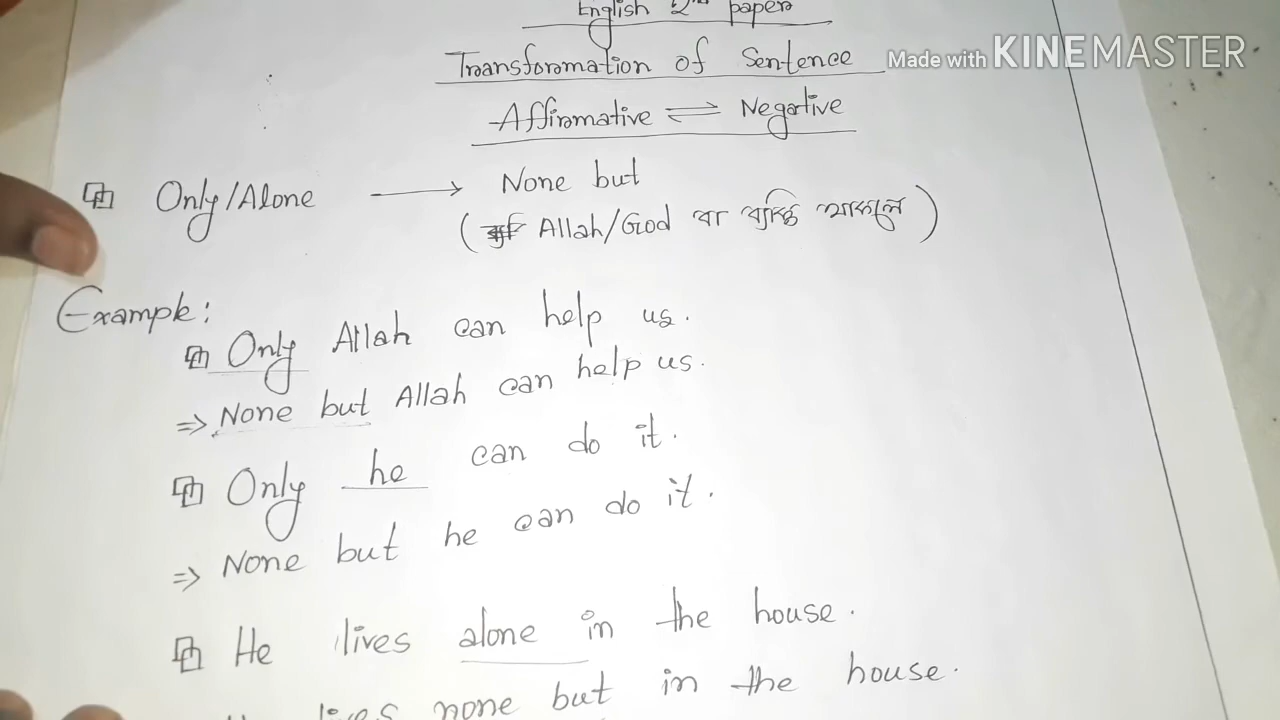 English 2nd paper
Transformation of Sentence
Made with KINEMASTER
Affirmative ⇌ Negative
Only/Alone → None but
(Allah/God বা ব্যক্তি থাকলে)
Example:
Only Allah can help us.
⇒ None but Allah can help us.
Only he can do it.
⇒ None but he can do it.
He lives alone in the house.
lives none but in the house.